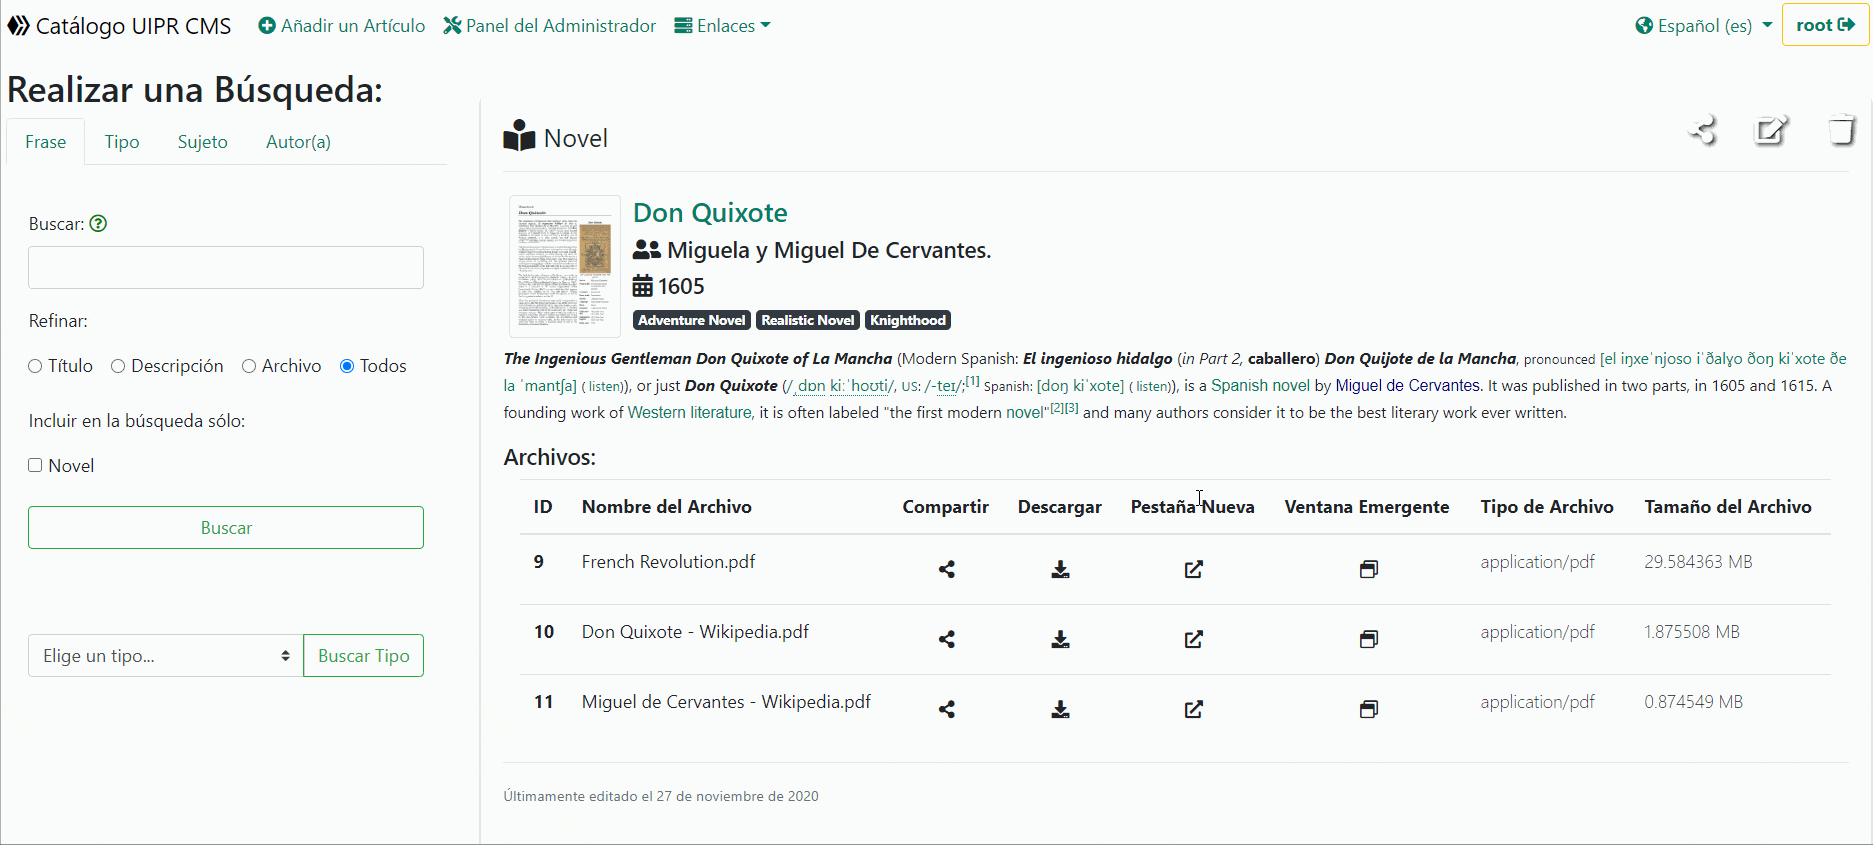 Catálogo UIPR CMS
Añadir un Artículo
Panel del Administrador
Enlaces
Español (es)
root
Realizar una Búsqueda:
Frase
Tipo
Sujeto
Autor(a)
Buscar:
Refinar:
Título
Descripción
Archivo
Todos
Incluir en la búsqueda sólo:
Novel
Buscar
Elige un tipo...
Buscar Tipo
Novel
Don Quixote
Miguela y Miguel De Cervantes.
1605
Adventure Novel Realistic Novel Knighthood
The Ingenious Gentleman Don Quixote of La Mancha (Modern Spanish: El ingenioso hidalgo (in Part 2, caballero) Don Quijote de la Mancha, pronounced [el iŋxeˈnjoso iˈðalɣo ðoŋ kiˈxote ðe
la ˈmantʃa] ( listen)), or just Don Quixote (/ˌdɒn kiːˈhoʊti/, US: /-teɪ/;[1] Spanish: [doŋ kiˈxote] ( listen)), is a Spanish novel by Miguel de Cervantes. It was published in two parts, in 1605 and 1615. A
founding work of Western literature, it is often labeled "the first modern novel"[2][3] and many authors consider it to be the best literary work ever written.
Archivos:
ID Nombre del Archivo Compartir Descargar Pestaña Nueva Ventana Emergente Tipo de Archivo Tamaño del Archivo
9 French Revolution.pdf application/pdf 29.584363 MB
10 Don Quixote - Wikipedia.pdf application/pdf 1.875508 MB
11 Miguel de Cervantes - Wikipedia.pdf application/pdf 0.874549 MB
Últimamente editado el 27 de noviembre de 2020